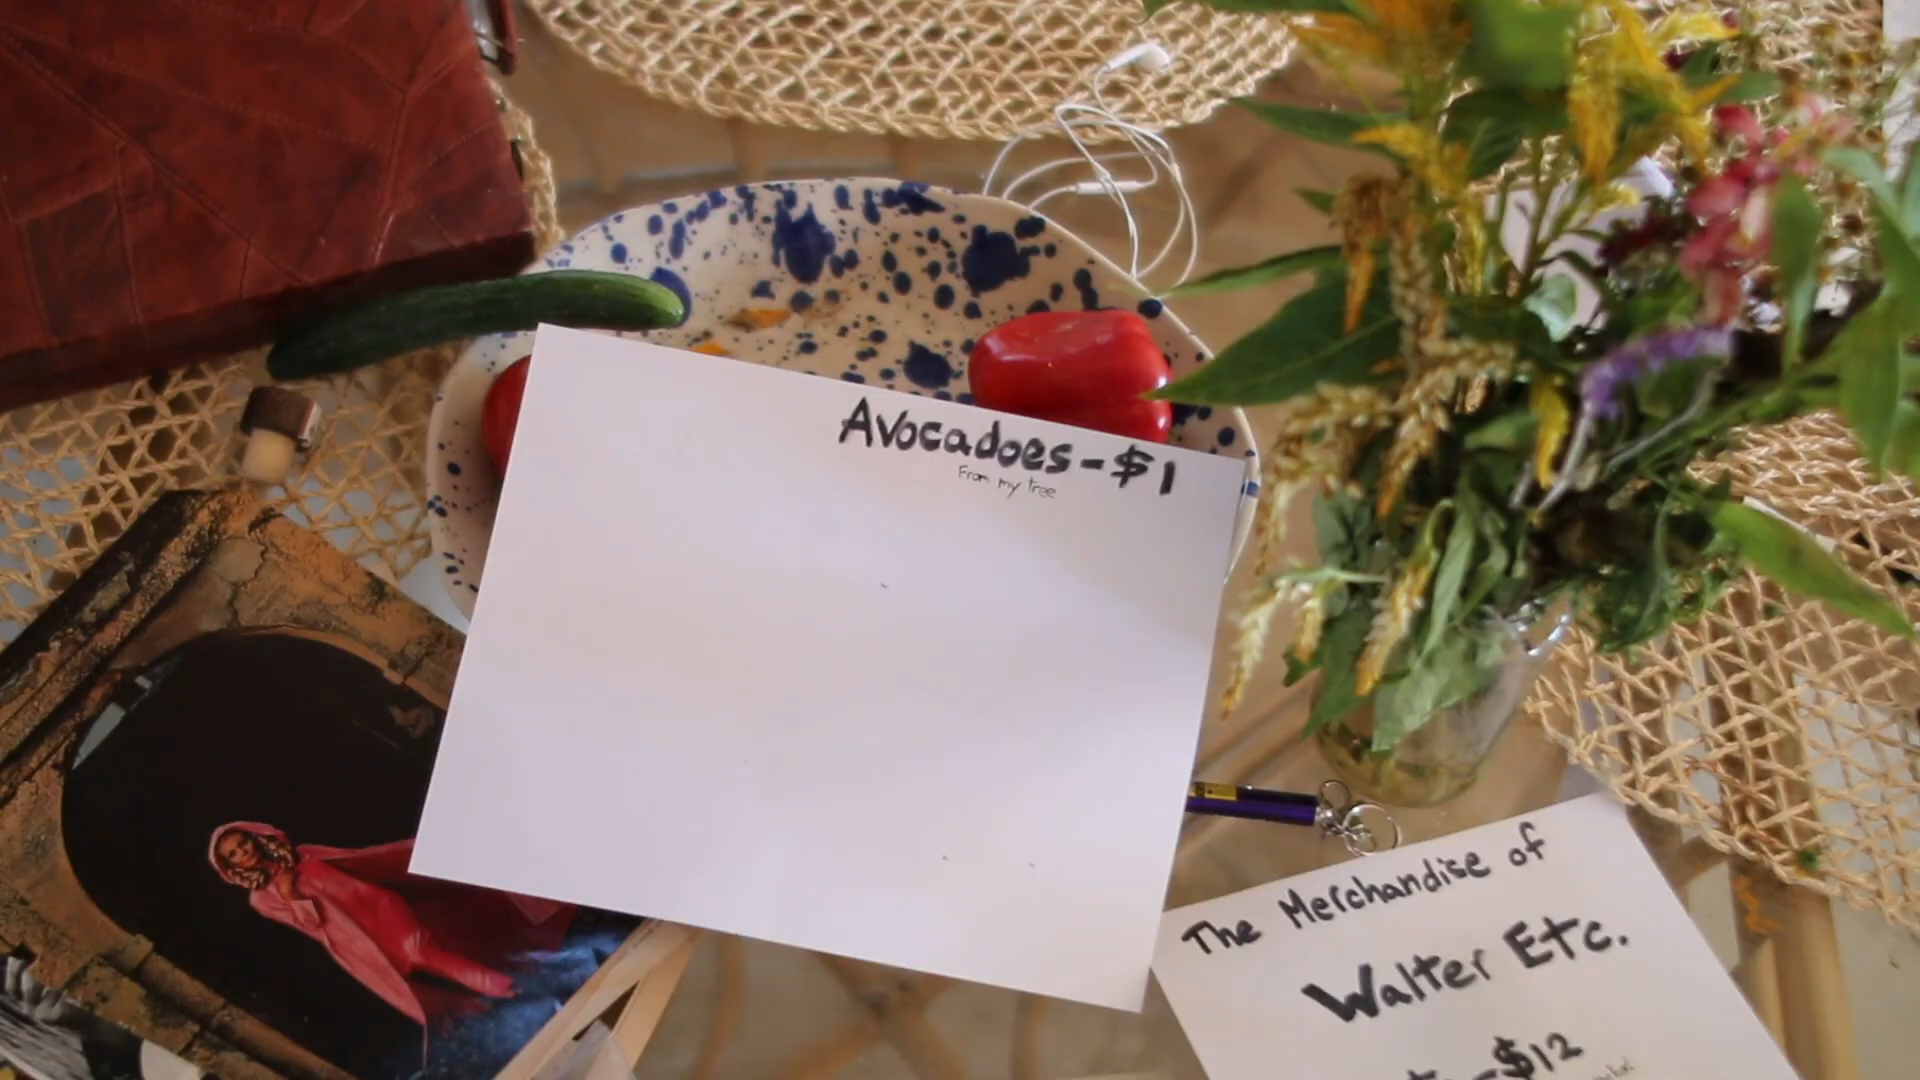 Avocadoes - $1
From my tree
The Merchandise of
Walter Etc.
- $12